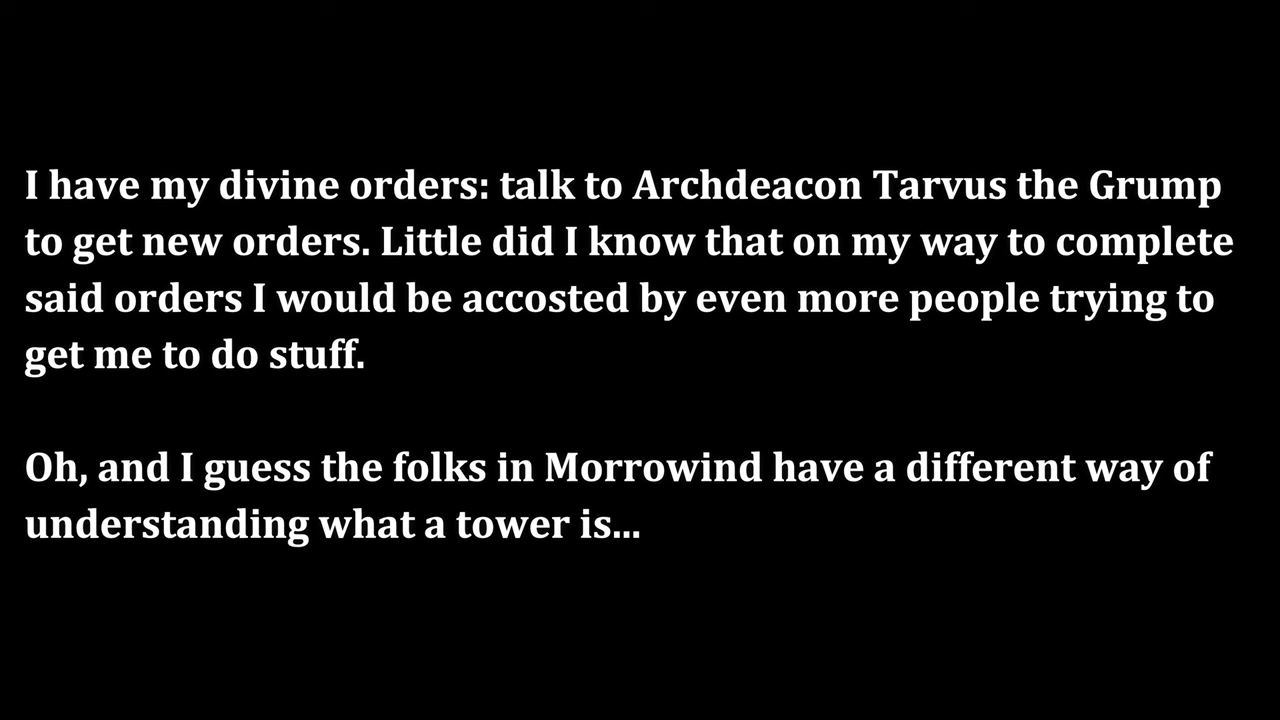 I have my divine orders: talk to Archdeacon Tarvus the Grump
to get new orders. Little did I know that on my way to complete
said orders I would be accosted by even more people trying to
get me to do stuff.
Oh, and I guess the folks in Morrowind have a different way of
understanding what a tower is...